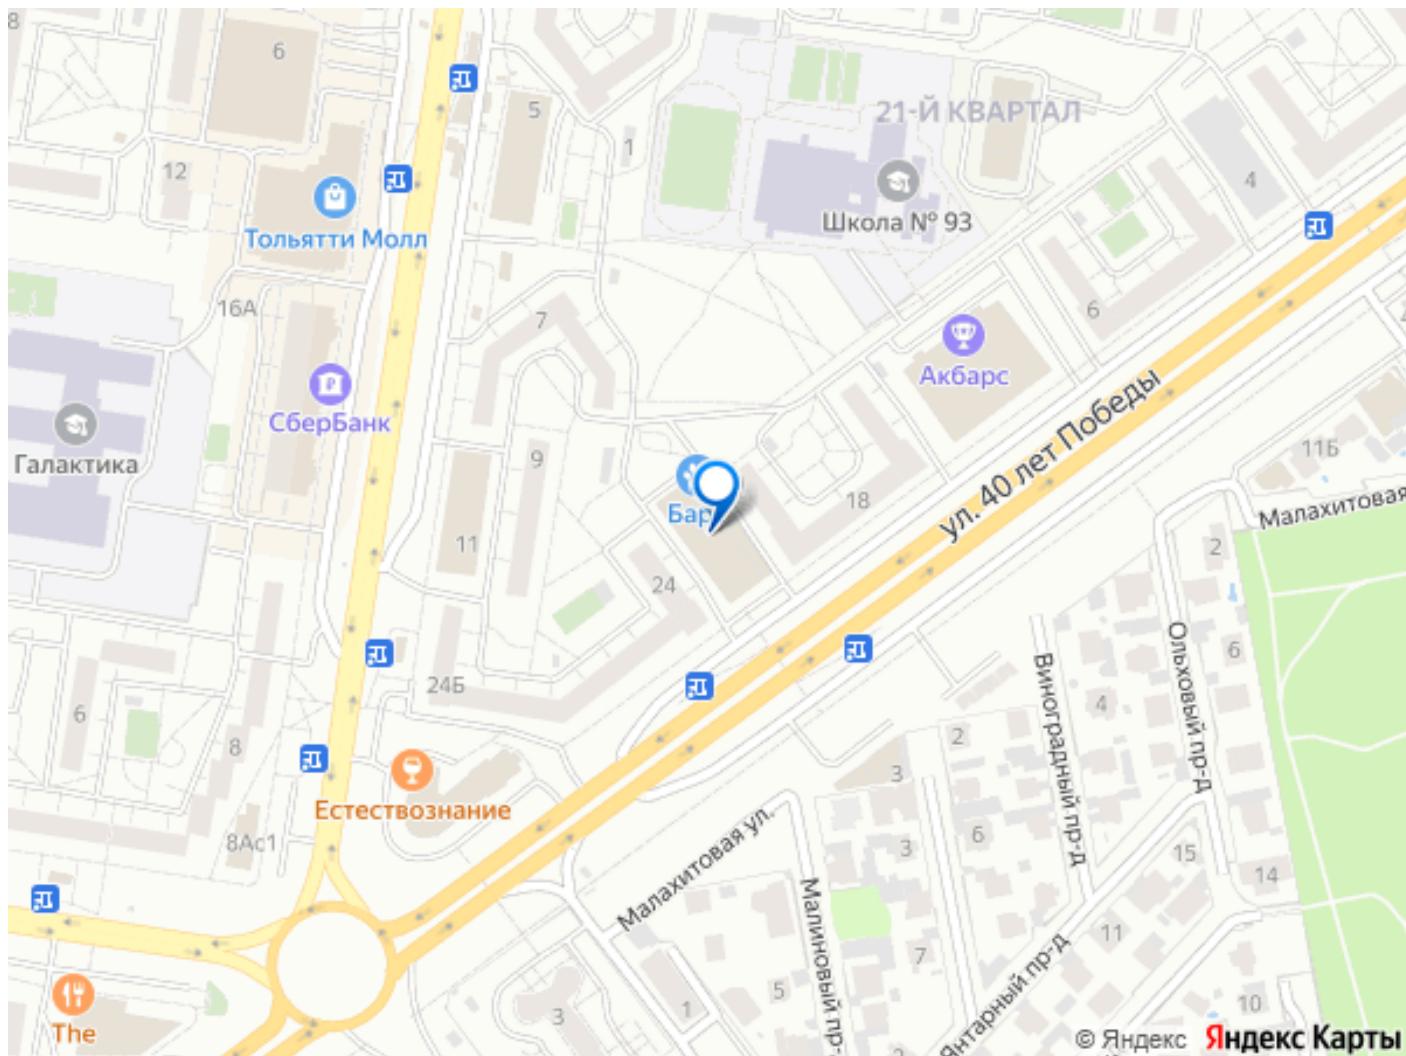 8
6
5
21-Й КВАРТАЛ
1
12
4
Школа № 93
Тольятти Молл
16А
7
6
Акбарс
СберБанк
ул. 40 лет Победы
Галактика
9
11Б
18
Бар
Малахитовая
11
2
24
Ольховый пр-д
6
24Б
Виноградный пр-д
4
6
8
2
3
Естествознание
8Ас1
Малахитовая ул.
6
3
15
14
Малиновый пр-
11
7
Янтарный пр-д
5
10
1
3
The
© Яндекс Яндекс Карты